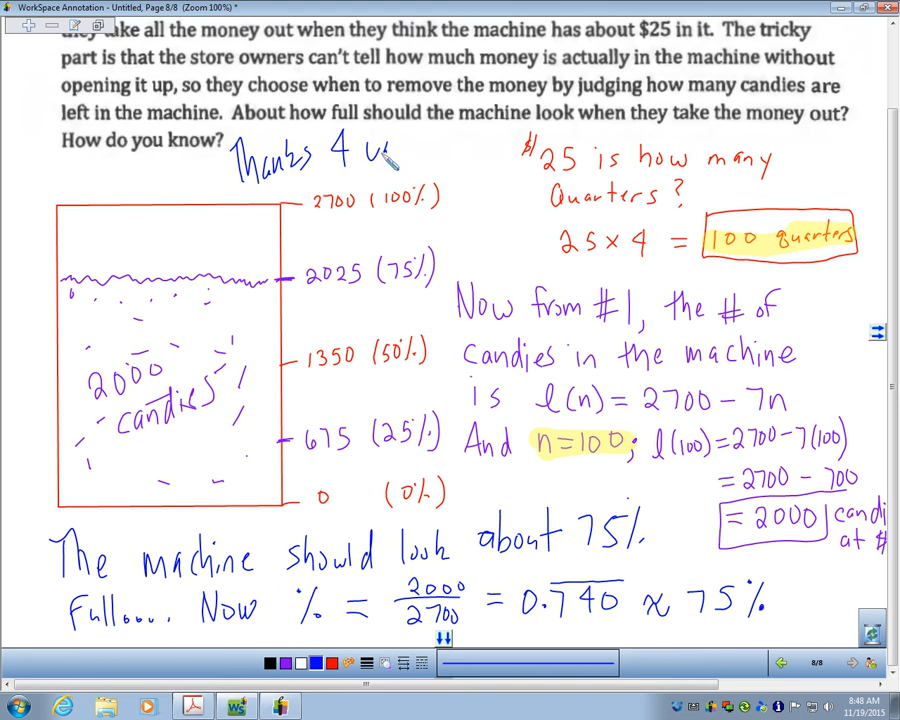 WorkSpace Annotation - Untitled, Page 8/8 (Zoom 100%) *
they take all the money out when they think the machine has about $25 in it. The tricky
part is that the store owners can't tell how much money is actually in the machine without
opening it up, so they choose when to remove the money by judging how many candies are
left in the machine. About how full should the machine look when they take the money out?
How do you know?
Thanks 4
$25 is how many
Quarters?
25 × 4 = 100 quarters
2700 (100%)
2025 (75%)
1350 (50%)
675 (25%)
0 (0%)
2000
candies
Now from #1, the # of
candies in the machine
is l(n) = 2700 - 7n
And n=100; l(100) = 2700 - 7(100)
= 2700 - 700
= 2000
at $
The machine should look about 75%
Full.... Now % = 2000/2700 = 0.740 ≈ 75%
8/8
8:48 AM
11/19/2015